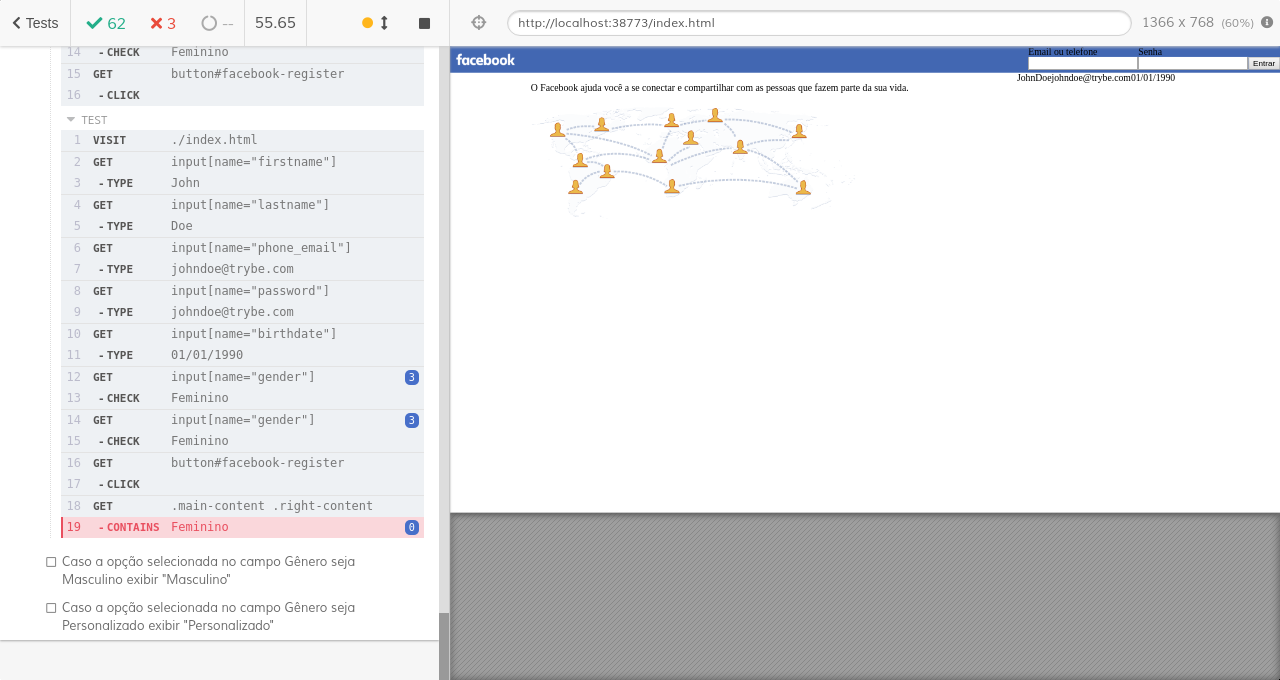 Tests 62 3 -- 55.65
http://localhost:38773/index.html 1366 x 768 (60%)
14 - CHECK Feminino
15 GET button#facebook-register
16 - CLICK
TEST
1 VISIT ./index.html
2 GET input[name="firstname"]
3 - TYPE John
4 GET input[name="lastname"]
5 - TYPE Doe
6 GET input[name="phone_email"]
7 - TYPE johndoe@trybe.com
8 GET input[name="password"]
9 - TYPE johndoe@trybe.com
10 GET input[name="birthdate"]
11 - TYPE 01/01/1990
12 GET input[name="gender"] 3
13 - CHECK Feminino
14 GET input[name="gender"] 3
15 - CHECK Feminino
16 GET button#facebook-register
17 - CLICK
18 GET .main-content .right-content
19 - CONTAINS Feminino 0
Caso a opção selecionada no campo Gênero seja
Masculino exibir "Masculino"
Caso a opção selecionada no campo Gênero seja
Personalizado exibir "Personalizado"
facebook
Email ou telefone Senha
Entrar
JohnDoejohndoe@trybe.com01/01/1990
O Facebook ajuda você a se conectar e compartilhar com as pessoas que fazem parte da sua vida.